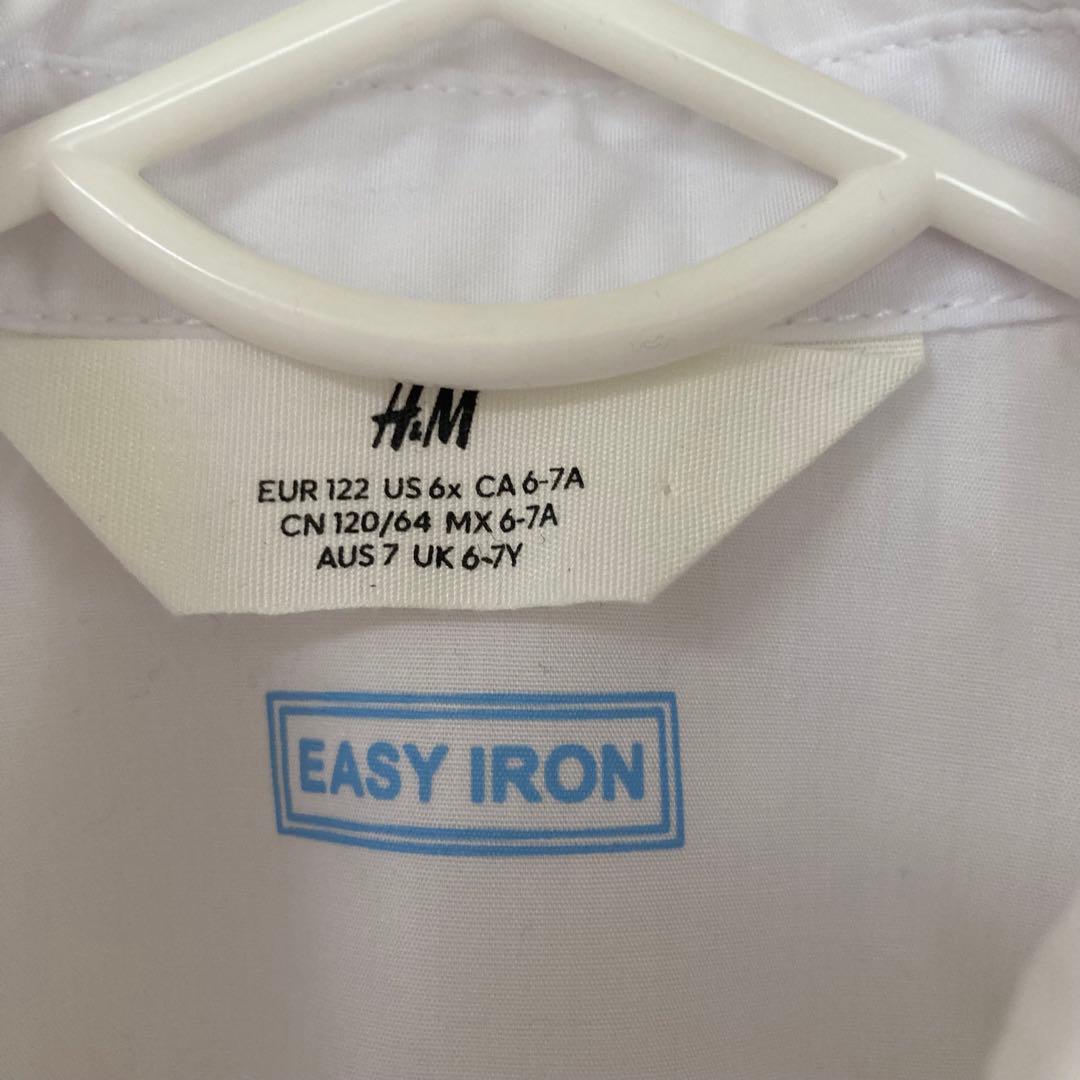 H&M
EUR 122 US 6x CA 6-7A
CN 120/64 MX 6-7A
AUS 7 UK 6-7Y
EASY IRON